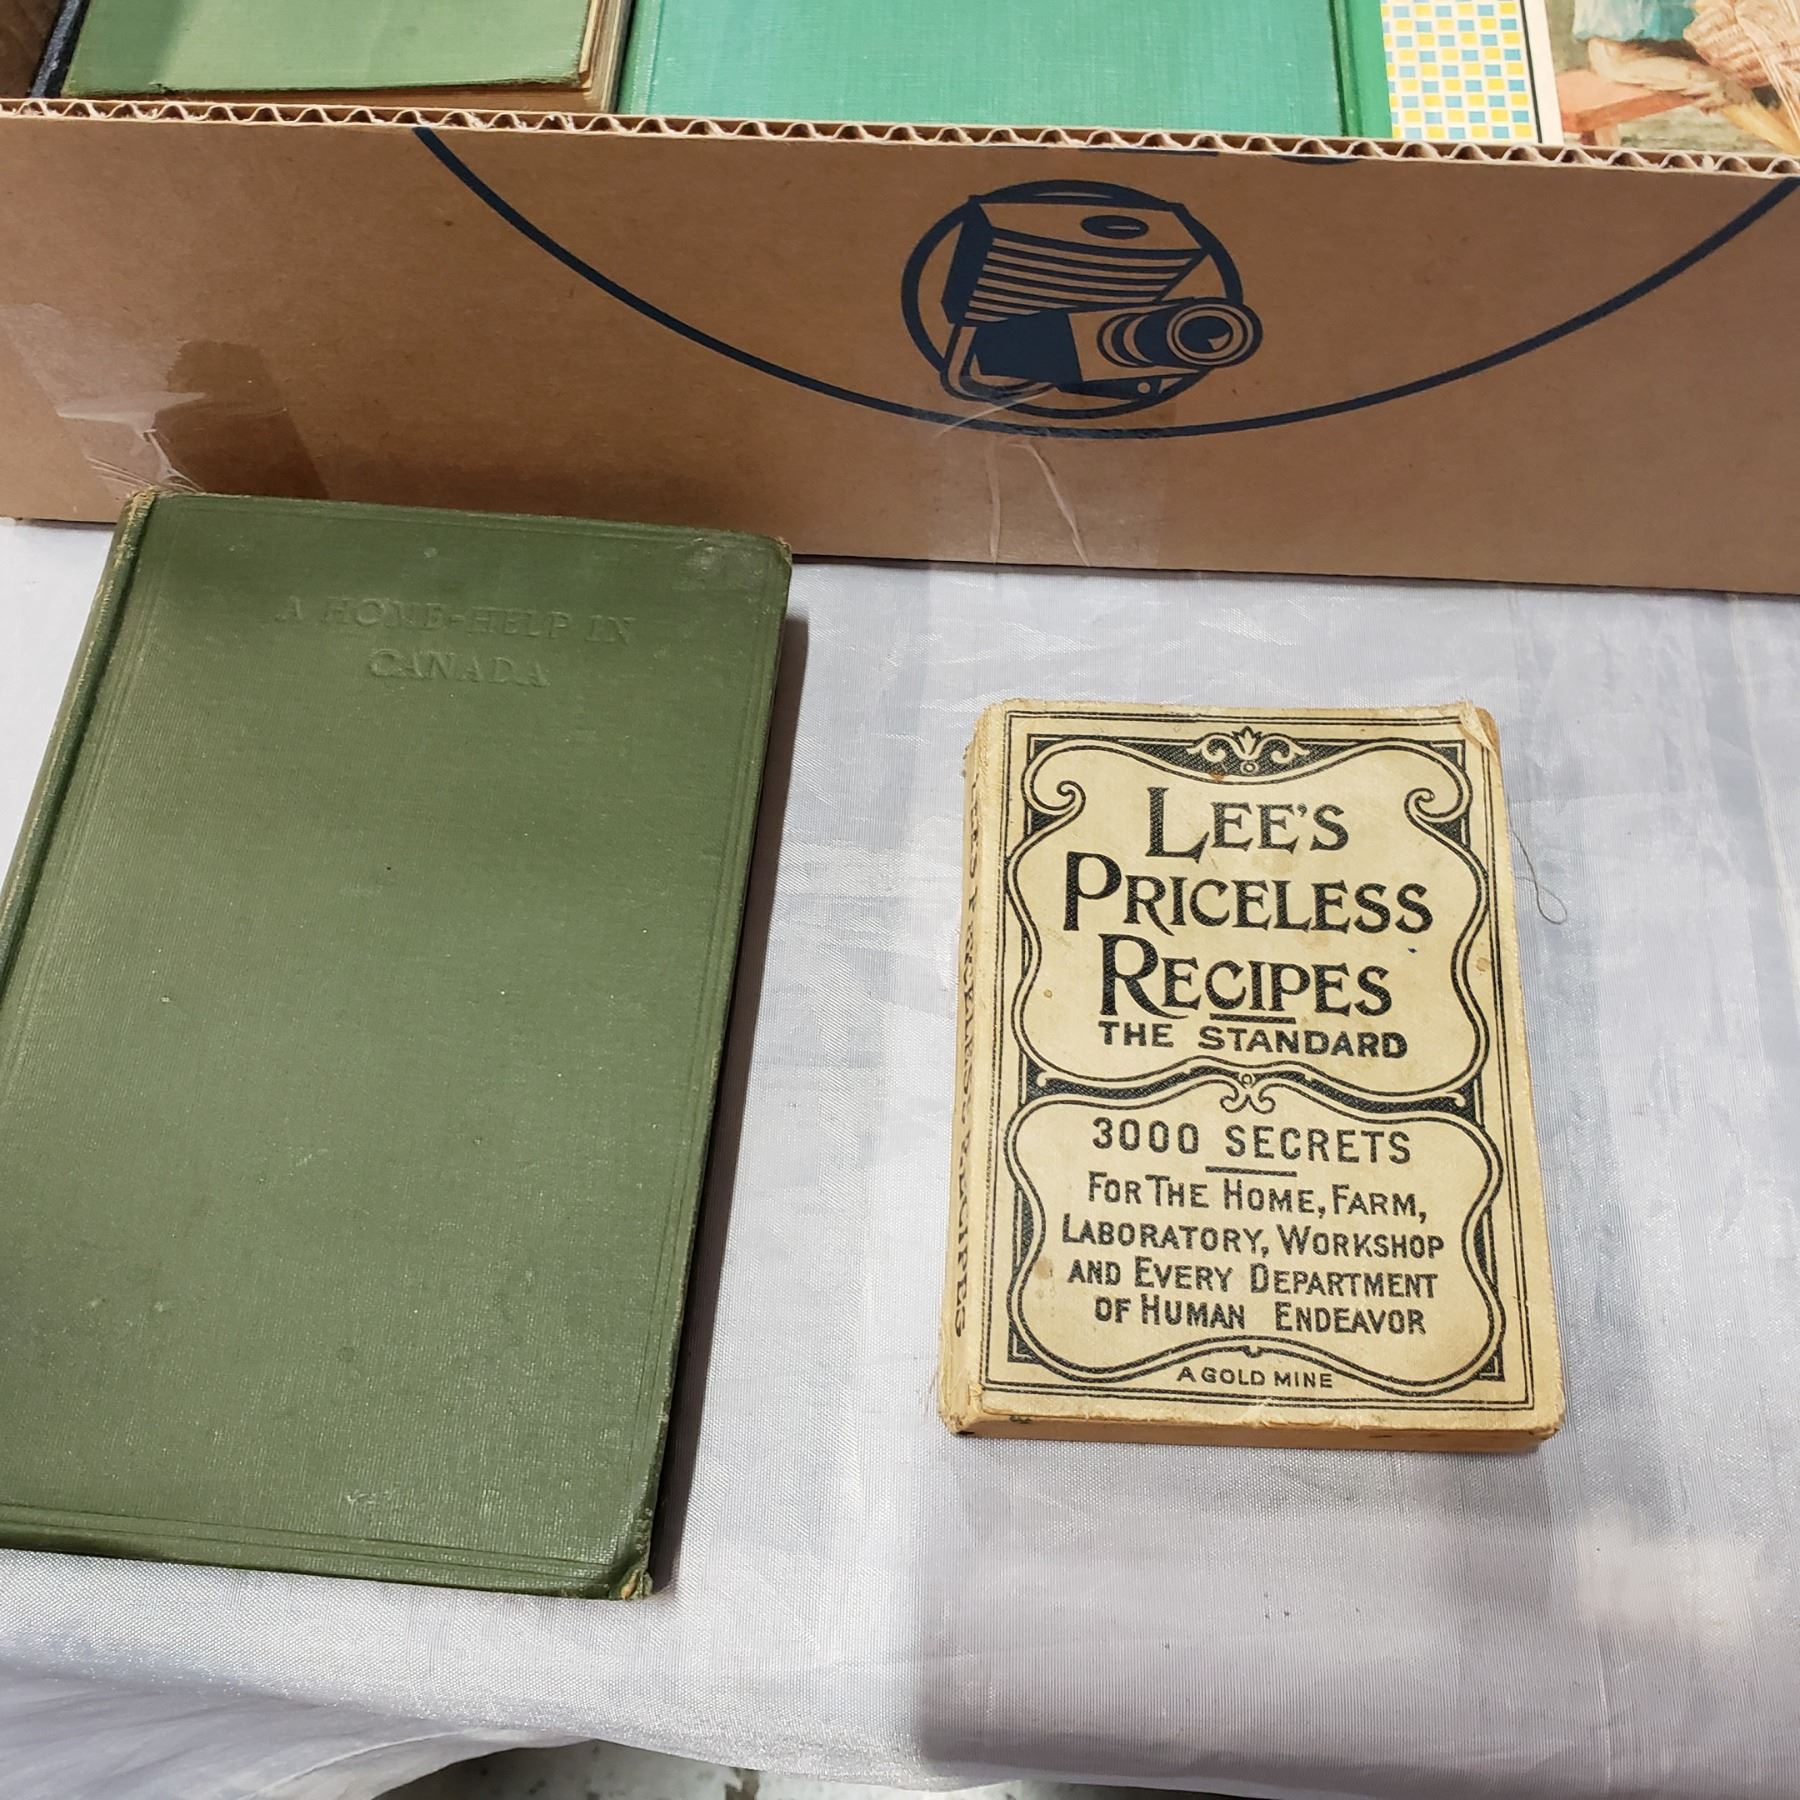 A HOME-HELP IN
CANADA
LEE'S
PRICELESS
RECIPES
THE STANDARD
3000 SECRETS
FOR THE HOME, FARM,
LABORATORY, WORKSHOP
AND EVERY DEPARTMENT
OF HUMAN ENDEAVOR
A GOLD MINE
LEE'S PRICELESS RECIPES